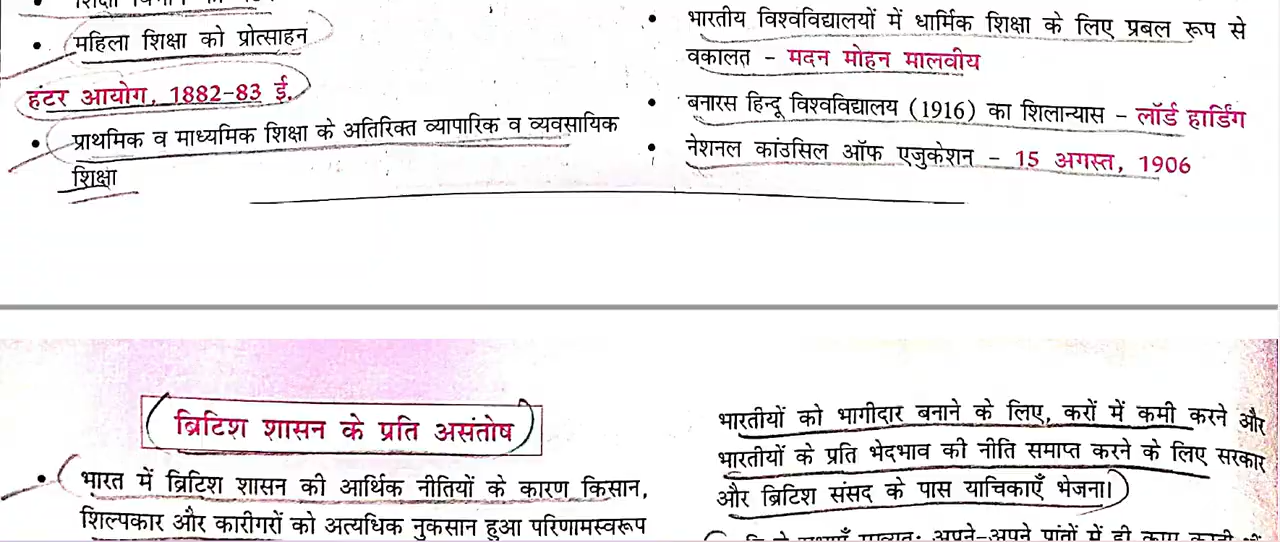 महिला शिक्षा को प्रोत्साहन
हंटर आयोग, 1882-83 ई.
प्राथमिक व माध्यमिक शिक्षा के अतिरिक्त व्यापारिक व व्यवसायिक
शिक्षा
भारतीय विश्वविद्यालयों में धार्मिक शिक्षा के लिए प्रबल रूप से
वकालत - मदन मोहन मालवीय
बनारस हिन्दू विश्वविद्यालय (1916) का शिलान्यास - लॉर्ड हार्डिंग
नेशनल कांउसिल ऑफ एजुकेशन - 15 अगस्त, 1906
ब्रिटिश शासन के प्रति असंतोष
भारत में ब्रिटिश शासन की आर्थिक नीतियों के कारण किसान,
शिल्पकार और कारीगरों को अत्यधिक नुकसान हुआ परिणामस्वरूप
भारतीयों को भागीदार बनाने के लिए, करों में कमी करने और
भारतीयों के प्रति भेदभाव की नीति समाप्त करने के लिए सरकार
और ब्रिटिश संसद के पास याचिकाएँ भेजना।